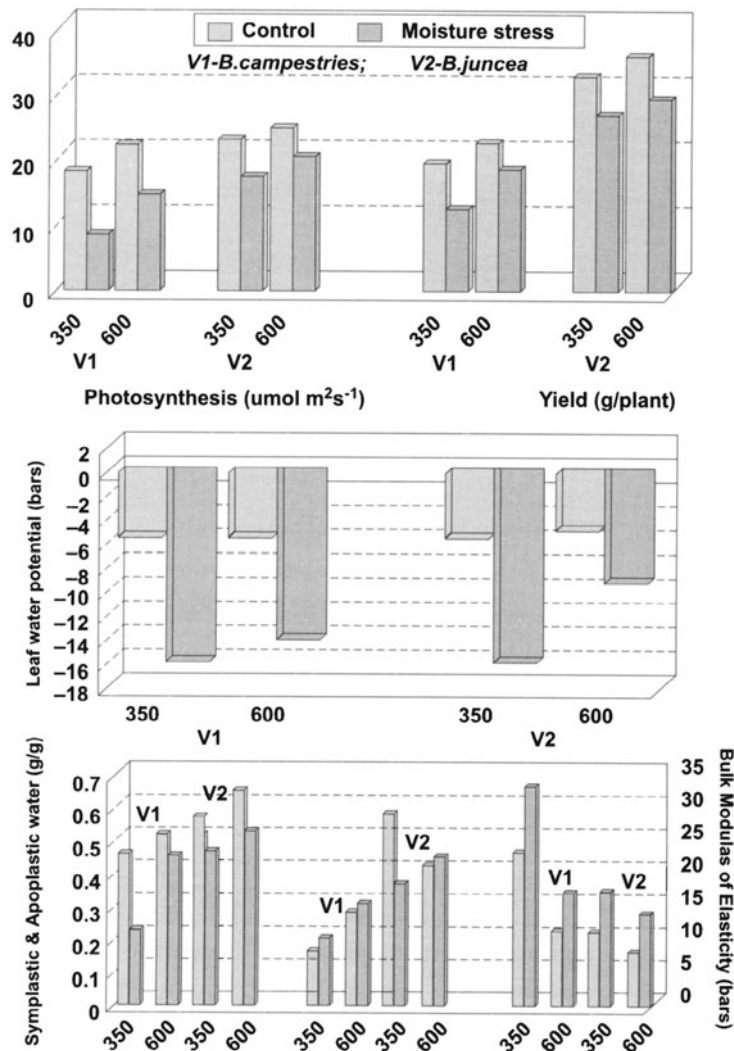 40
Control Moisture stress
V1-B.campestries; V2-B.juncea
30
20
10
0
350 600 350 600 350 600 350 600
V1 V2 V1 V2
Photosynthesis (umol m²s⁻¹) Yield (g/plant)
Leaf water potential (bars)
2
0
–2
–4
–6
–8
–10
–12
–14
–16
–18
350 600 350 600
V1 V2
Symplastic & Apoplastic water (g/g)
0.7
0.6
0.5
0.4
0.3
0.2
0.1
0
V1 V2 V1 V2 V1 V2
35
30
25
20
15
10
5
0
Bulk Modulas of Elasticity (bars)
350 600 350 600 350 600 350 600 350 600 350 600